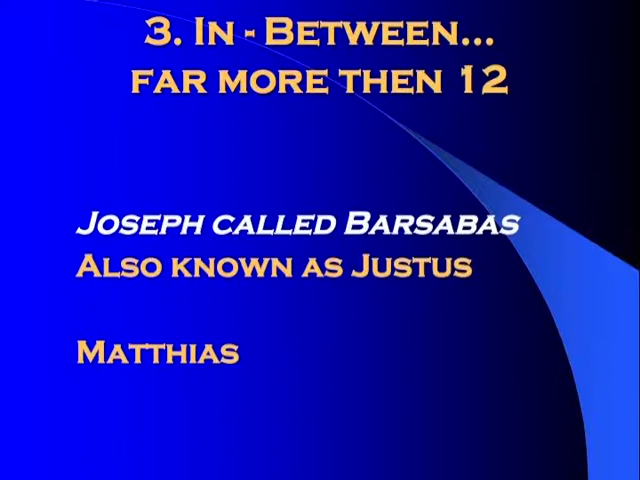 3. In - Between...
far more then 12
Joseph called Barsabas
Also known as Justus
Matthias